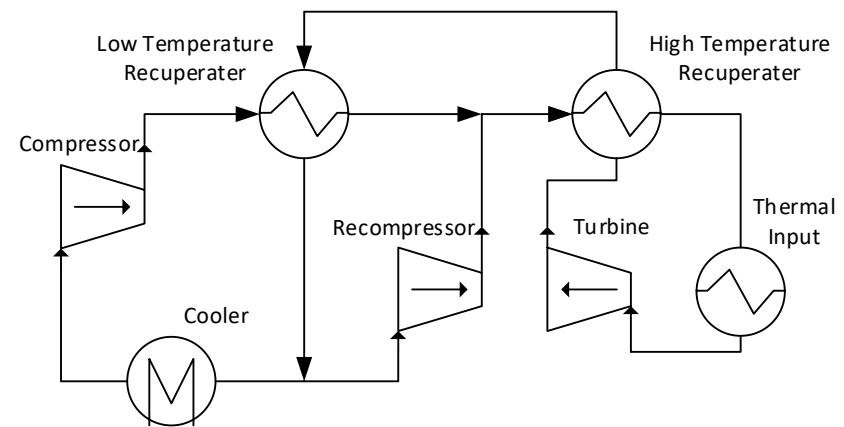 Low Temperature
Recuperater
High Temperature
Recuperater
Compressor
Recompressor
Turbine
Thermal
Input
Cooler